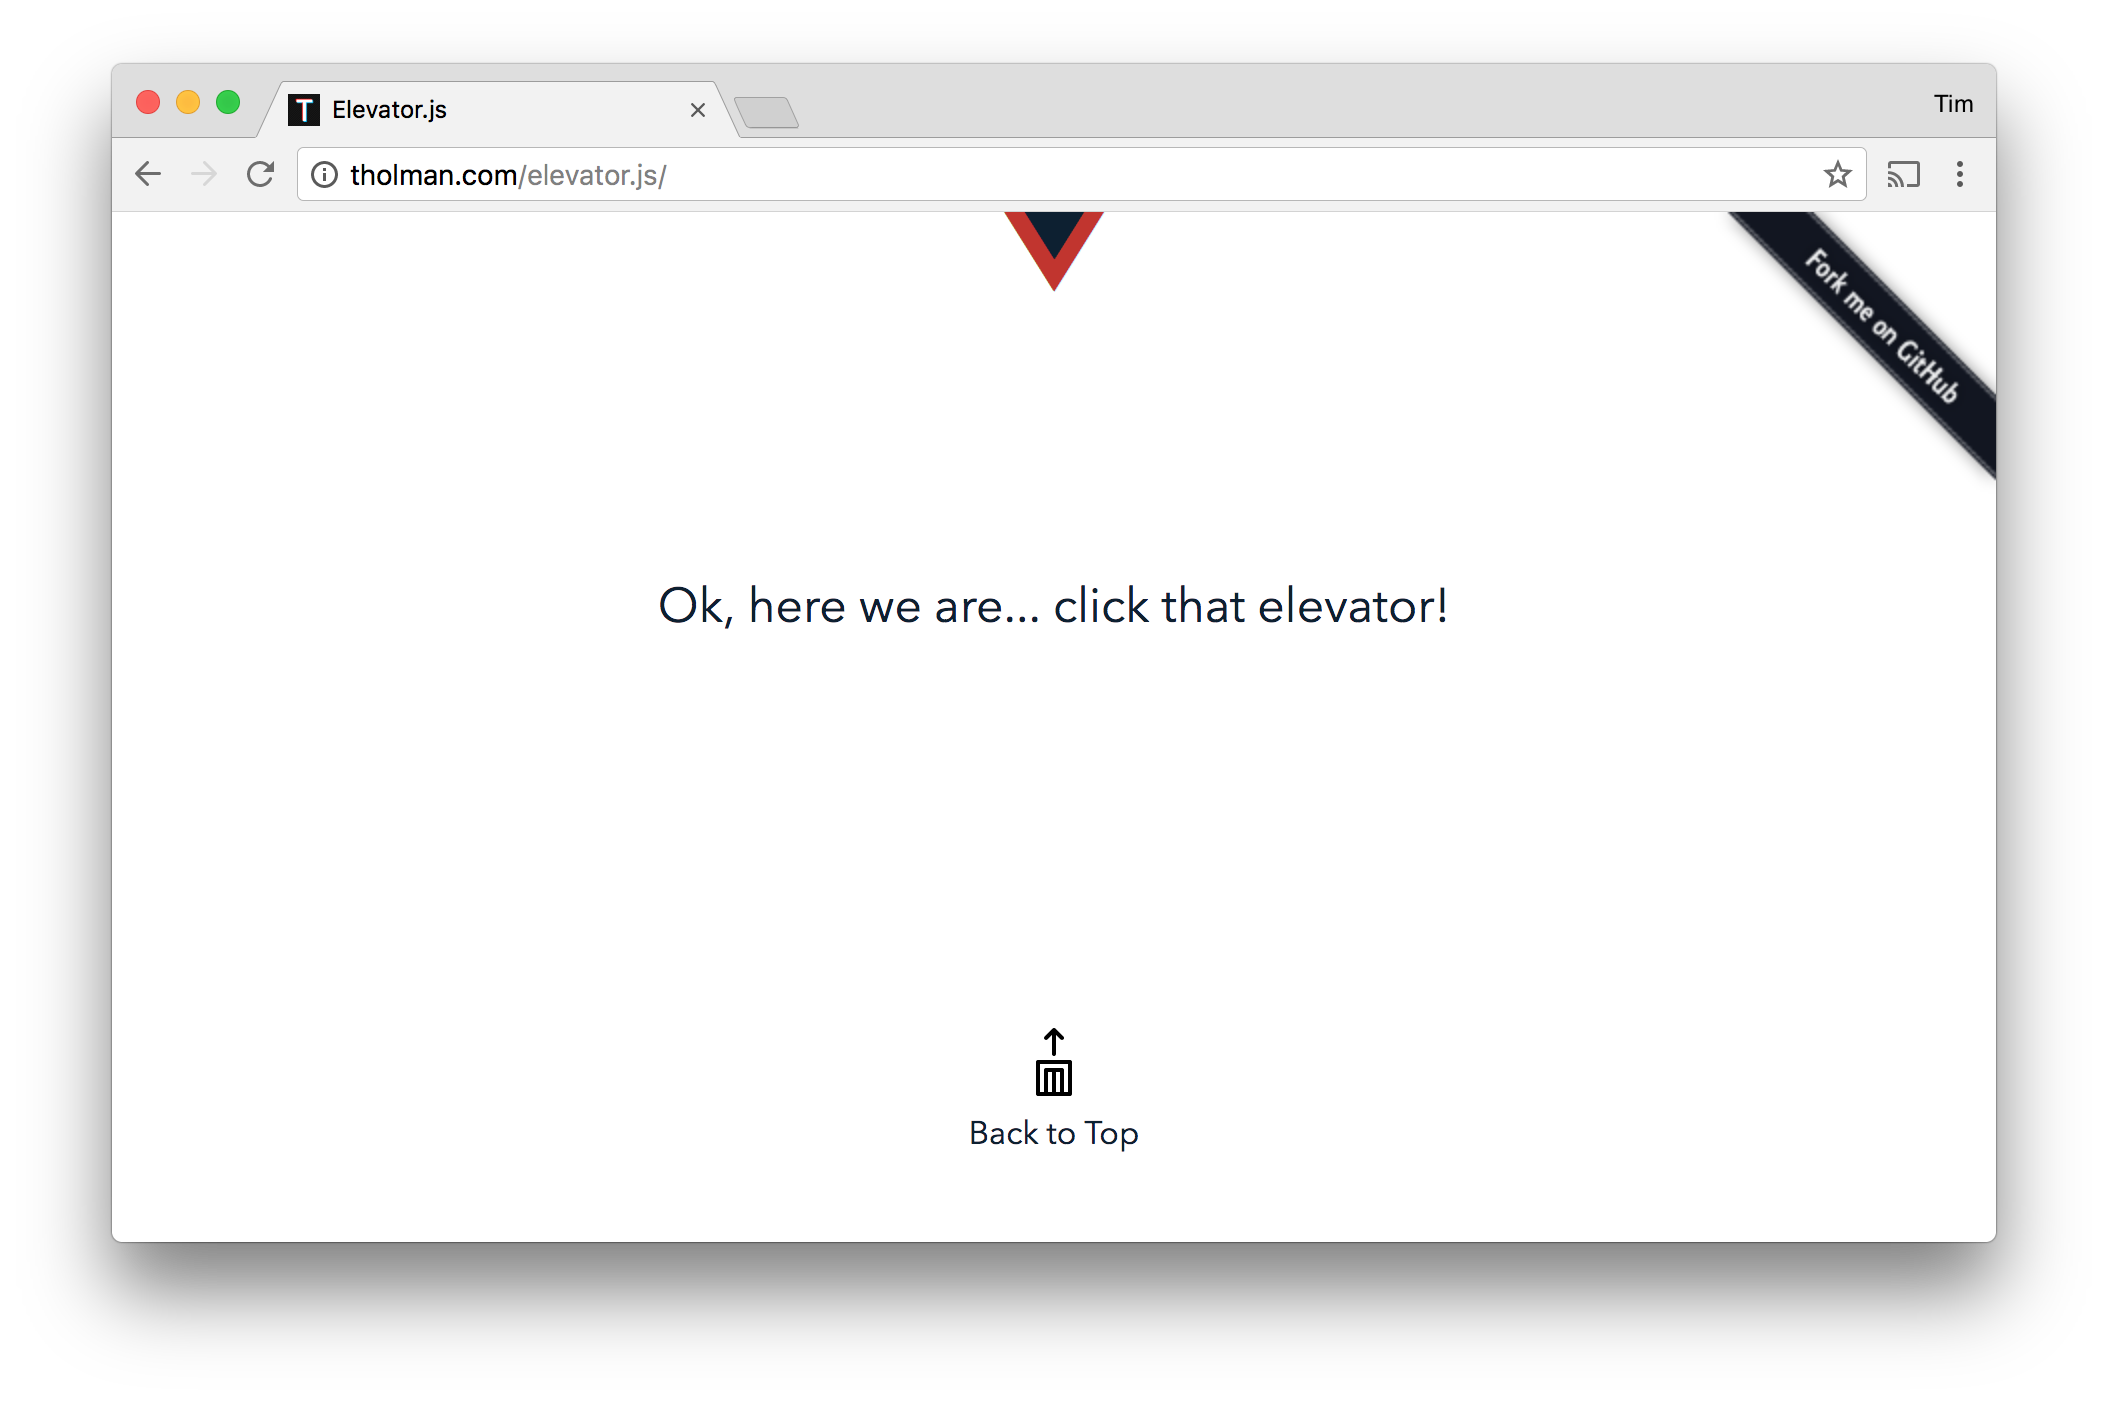 T Elevator.js
Tim
tholman.com/elevator.js/
Fork me on GitHub
Ok, here we are... click that elevator!
Back to Top